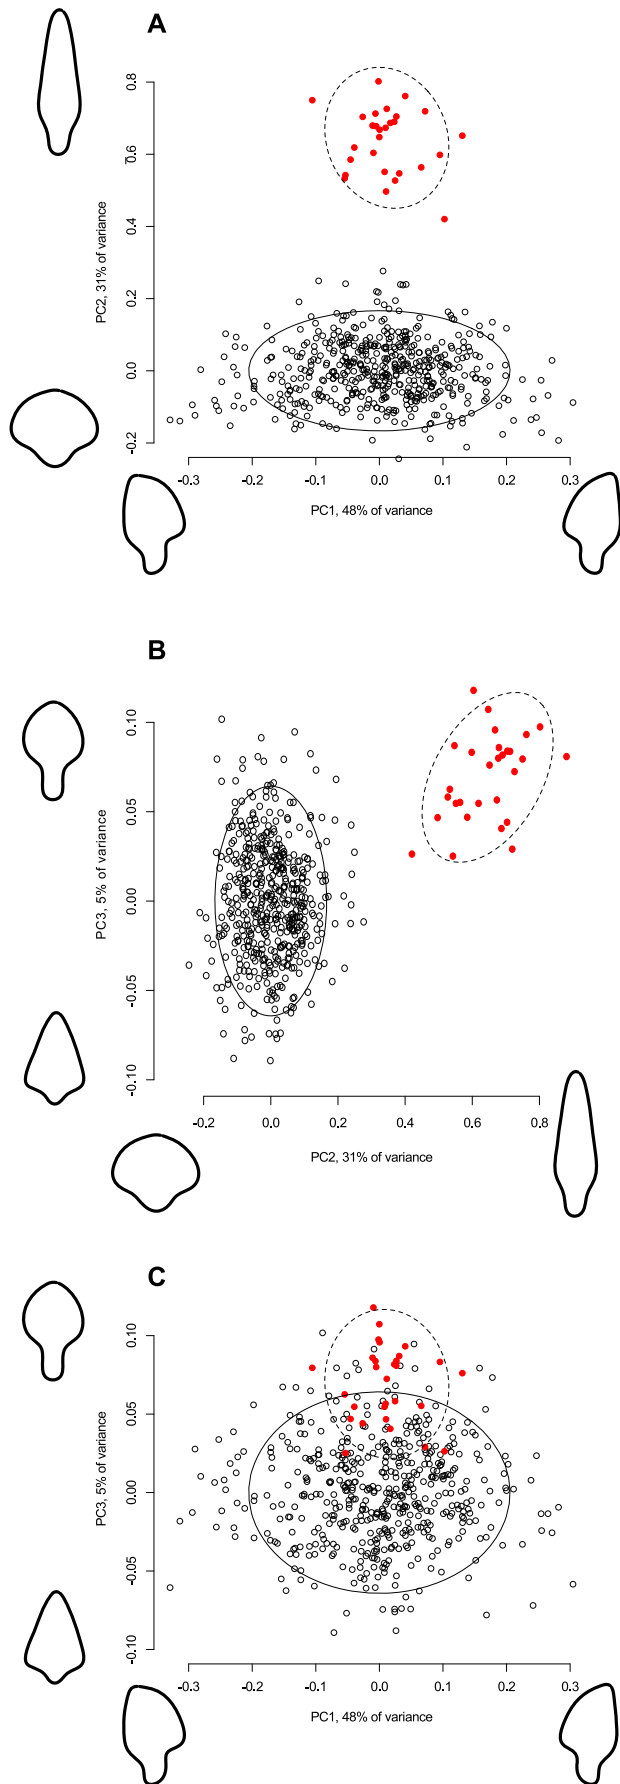 A
0.8
0.6
0.4
0.2
0.0
-0.2
PC2, 31% of variance
-0.3 -0.2 -0.1 0.0 0.1 0.2 0.3
PC1, 48% of variance
B
0.10
0.05
0.00
-0.05
-0.10
PC3, 5% of variance
-0.2 0.0 0.2 0.4 0.6 0.8
PC2, 31% of variance
C
0.10
0.05
0.00
-0.05
-0.10
PC3, 5% of variance
-0.3 -0.2 -0.1 0.0 0.1 0.2 0.3
PC1, 48% of variance